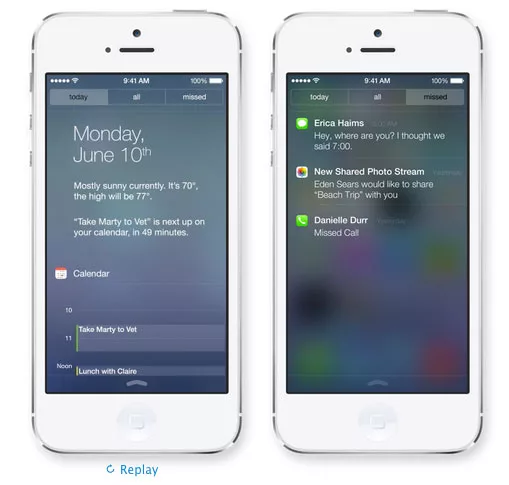 9:41 AM
100%
today
all
missed
Monday,
June 10th
Mostly sunny currently. It's 70°,
the high will be 77°.
“Take Marty to Vet” is next up on
your calendar, in 49 minutes.
Calendar
10
11
Take Marty to Vet
Noon
Lunch with Claire
9:41 AM
100%
today
all
missed
Erica Haims
Hey, where are you? I thought we
said 7:00.
New Shared Photo Stream
Eden Sears would like to share
“Beach Trip” with you
Danielle Durr
Missed Call
Replay